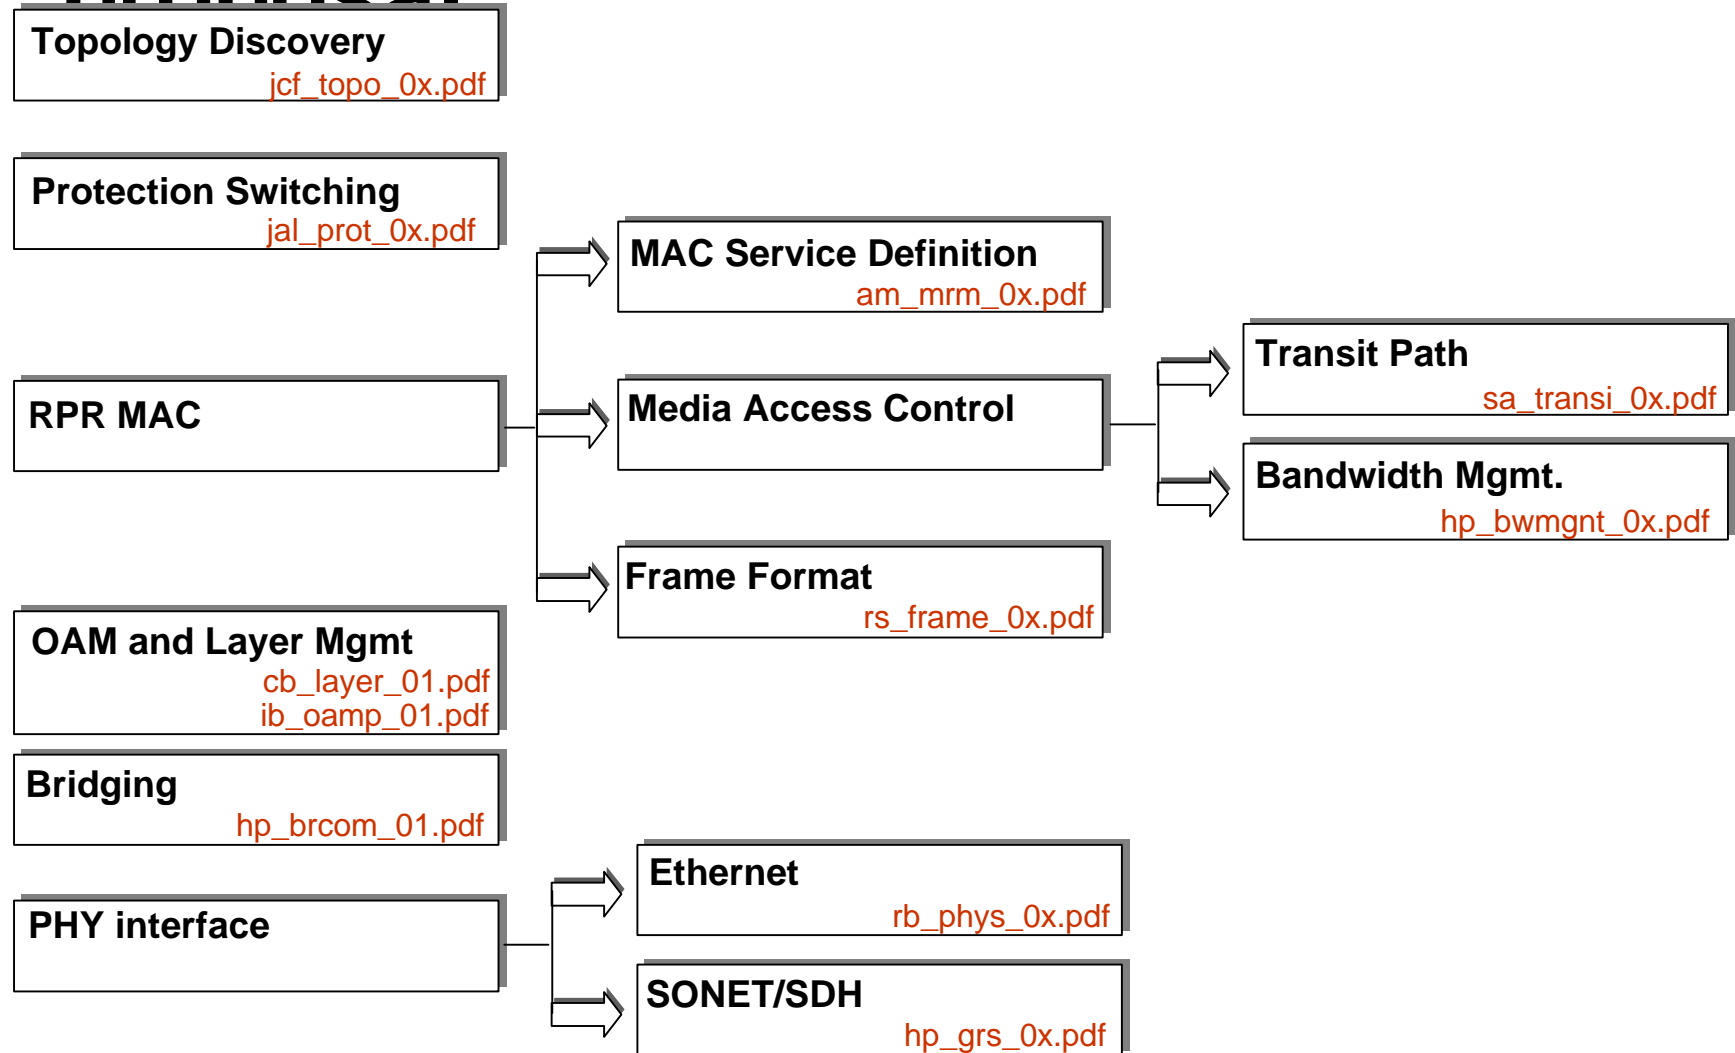 Topology Discovery
jcf_topo_0x.pdf
Protection Switching
jal_prot_0x.pdf
MAC Service Definition
am_mrm_0x.pdf
Transit Path
sa_transi_0x.pdf
RPR MAC
Media Access Control
Bandwidth Mgmt.
hp_bwmgnt_0x.pdf
Frame Format
rs_frame_0x.pdf
OAM and Layer Mgmt
cb_layer_01.pdf
ib_oamp_01.pdf
Bridging
hp_brcom_01.pdf
Ethernet
rb_phys_0x.pdf
PHY interface
SONET/SDH
hp_grs_0x.pdf